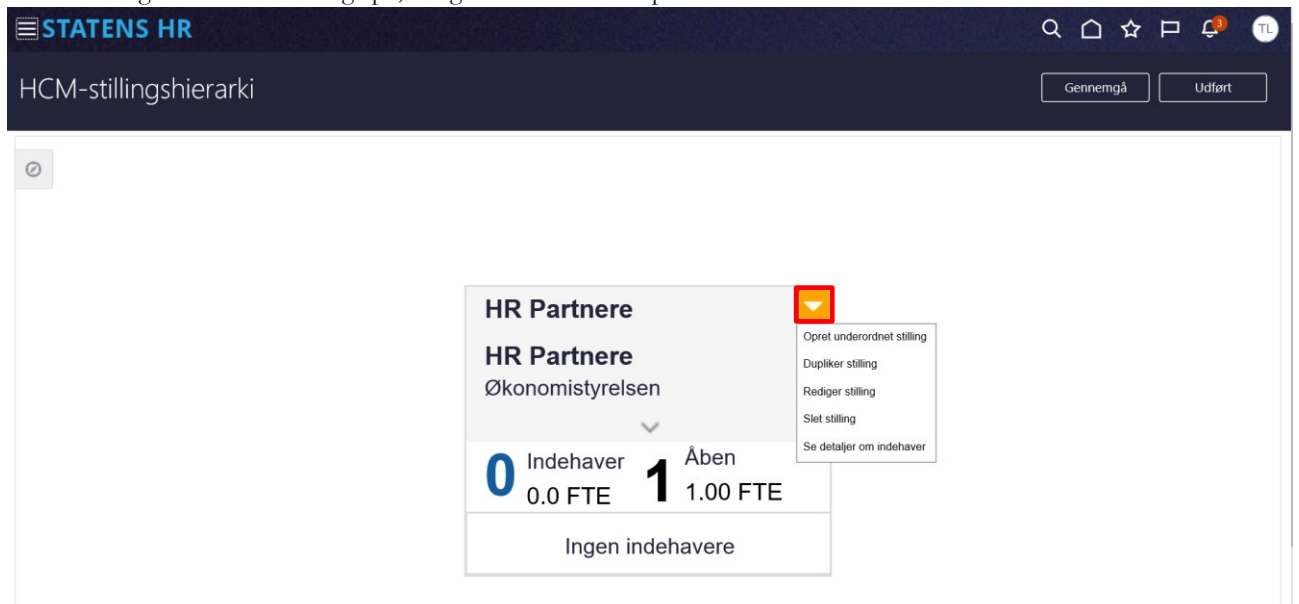 STATENS HR
3
TL
HCM-stillingshierarki
Gennemgå
Udført
HR Partnere
HR Partnere
Økonomistyrelsen
Opret underordnet stilling
Dupliker stilling
Rediger stilling
Slet stilling
Se detaljer om indehaver
0 Indehaver 1 Åben
0.0 FTE 1.00 FTE
Ingen indehavere